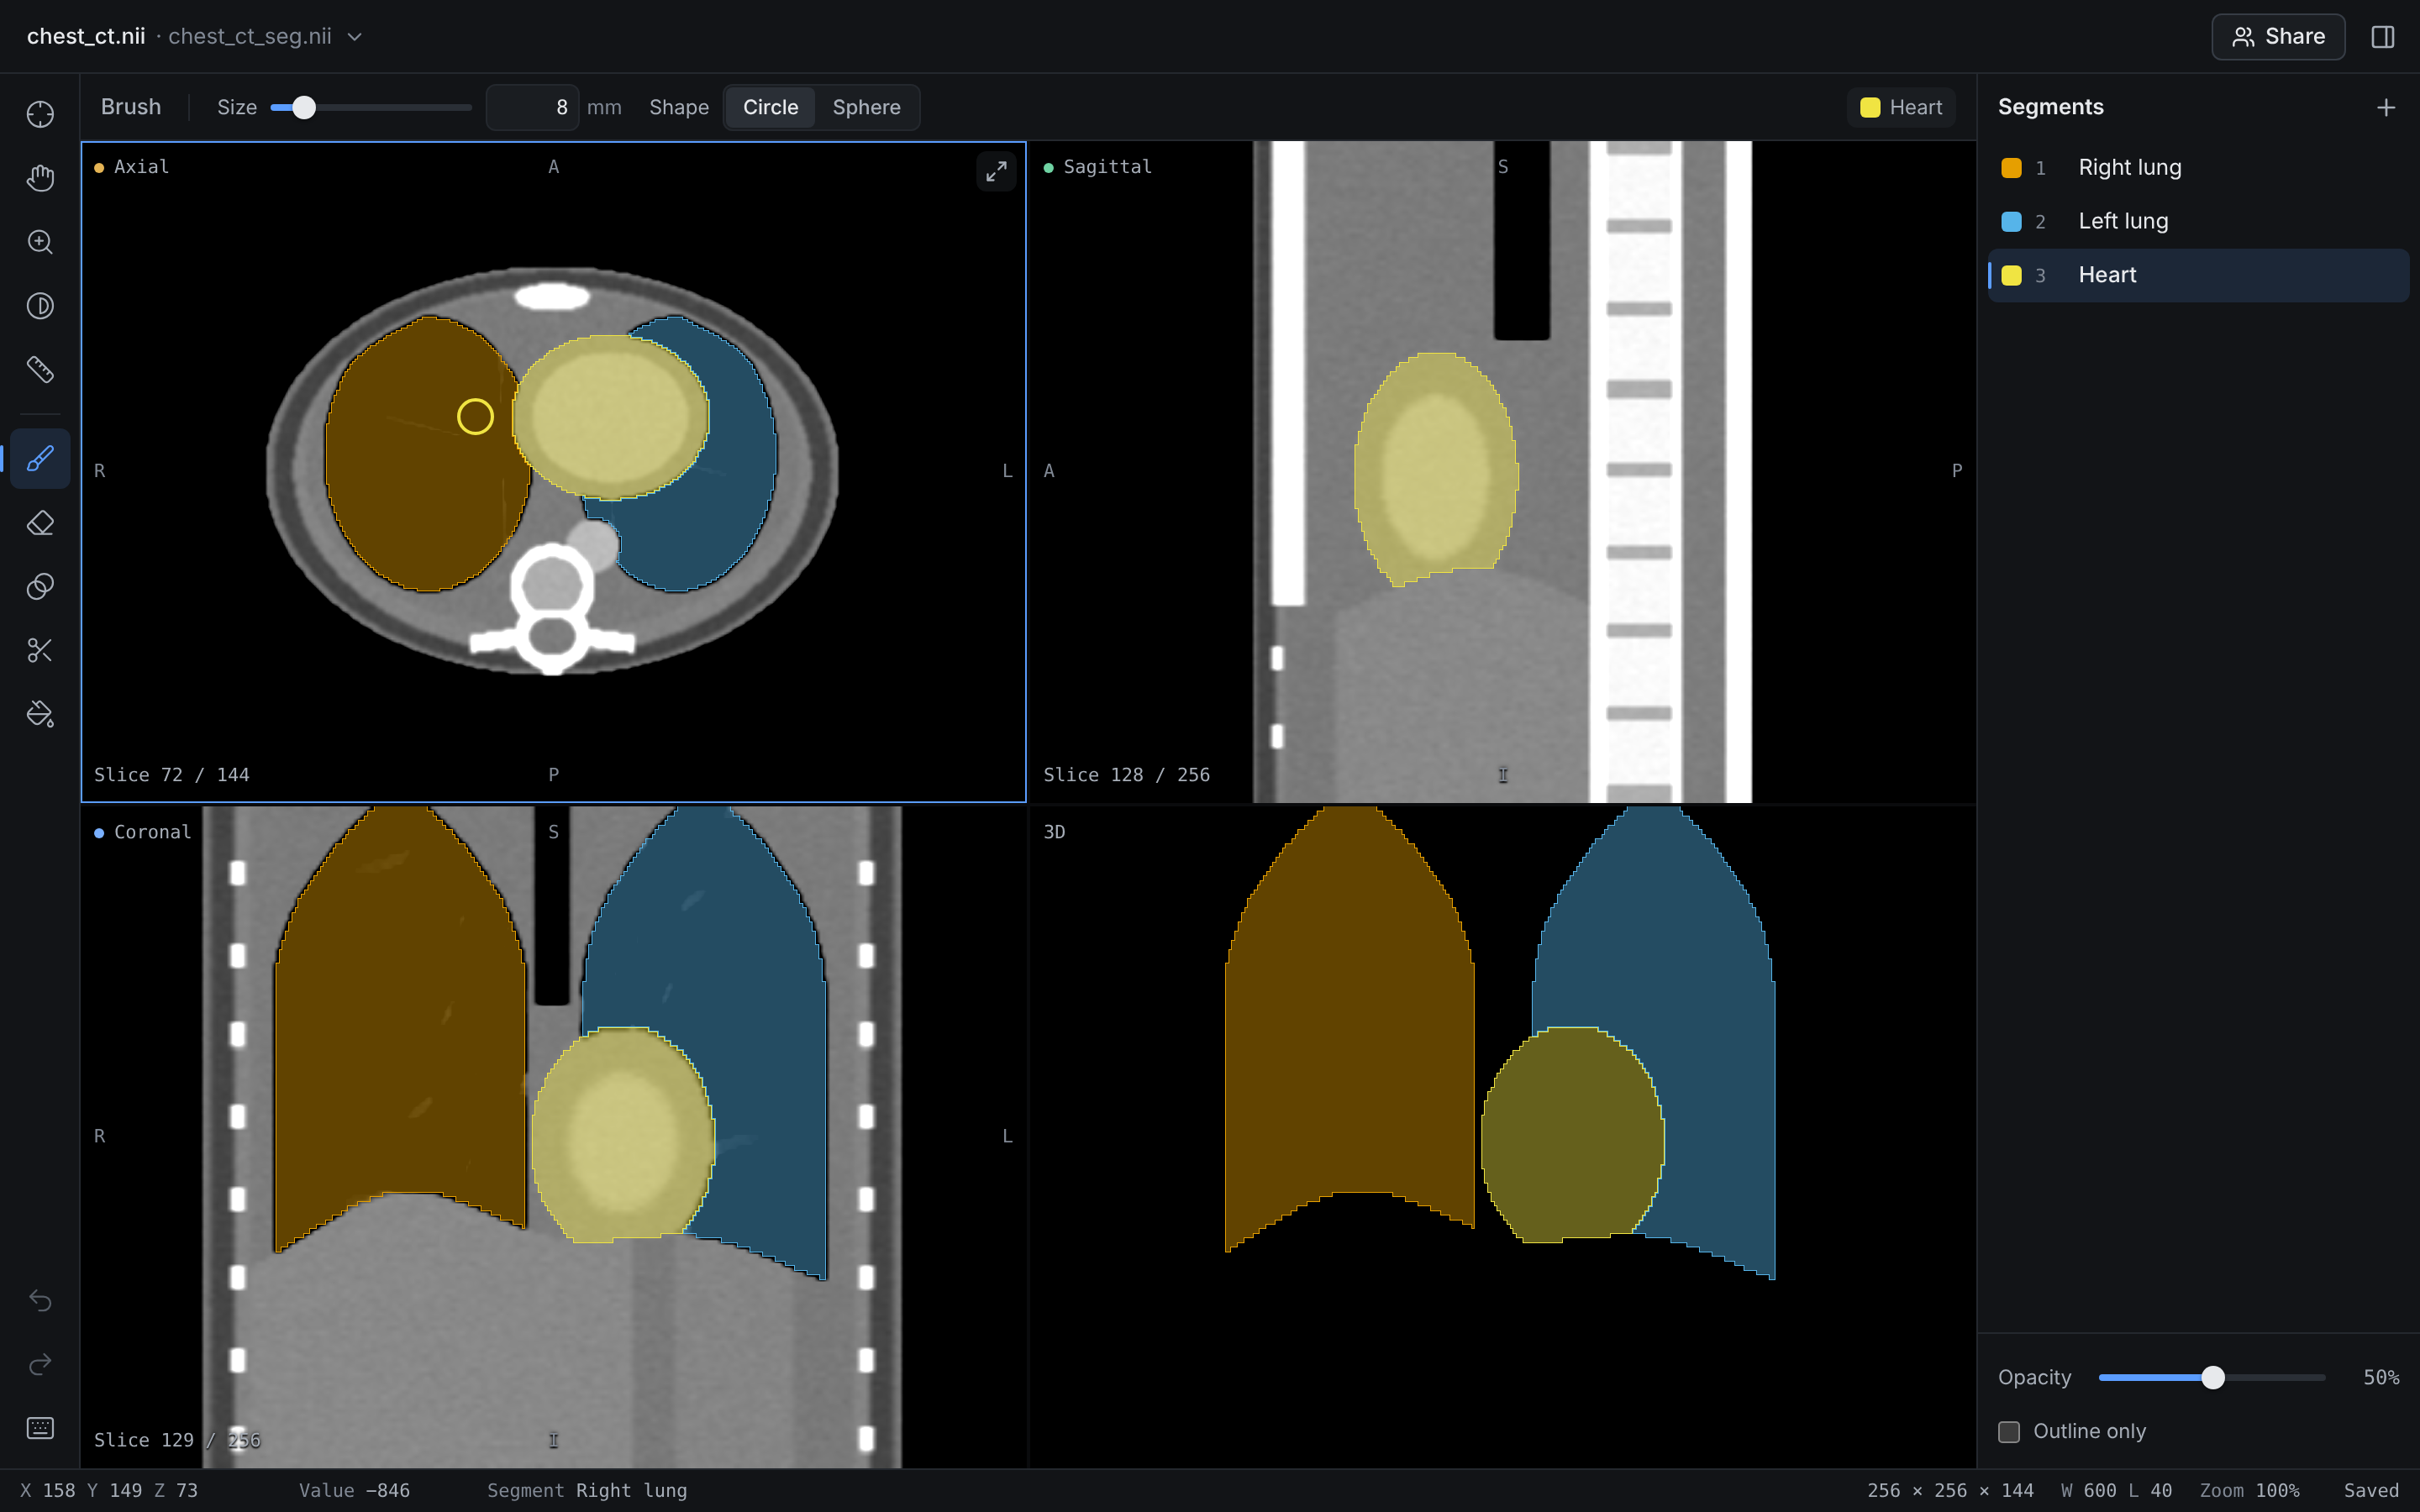 chest_ct.nii · chest_ct_seg.nii
Share
Brush Size 8 mm Shape Circle Sphere Heart
Segments
1 Right lung
2 Left lung
3 Heart
Axial A
R L
Slice 72 / 144 P
Sagittal S
A P
Slice 128 / 256 I
Coronal S
R L
Slice 129 / 256 I
3D
Opacity 50%
Outline only
X 158 Y 149 Z 73 Value −846 Segment Right lung 256 × 256 × 144 W 600 L 40 Zoom 100% Saved